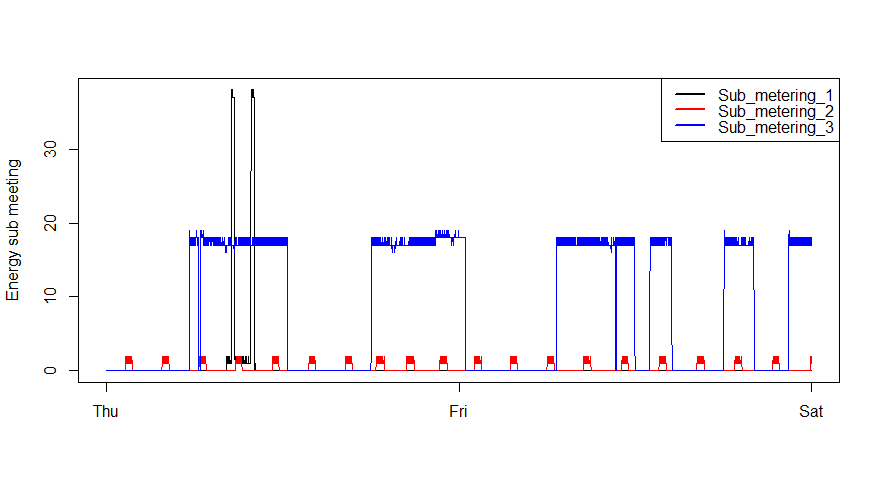 Sub_metering_1
Sub_metering_2
Sub_metering_3
Energy sub meeting
30
20
10
0
Thu
Fri
Sat